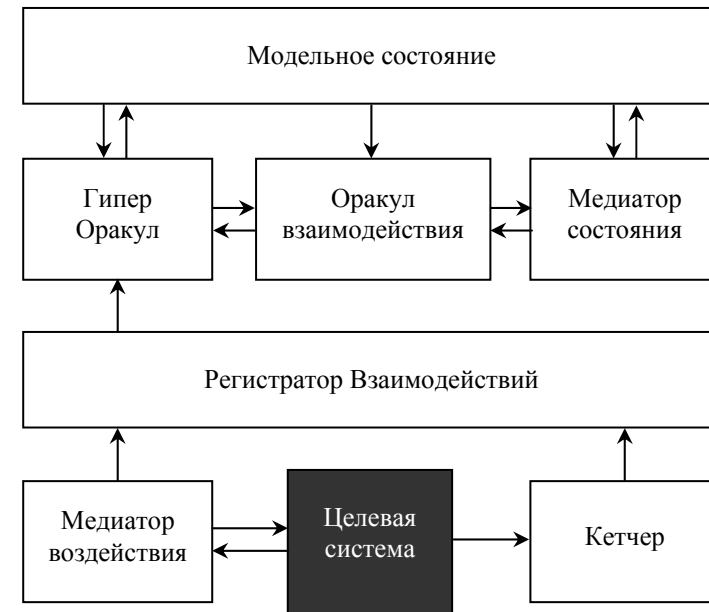 Модельное состояние
Гипер
Оракул
Оракул
взаимодействия
Медиатор
состояния
Регистратор Взаимодействий
Медиатор
воздействия
Целевая
система
Кетчер